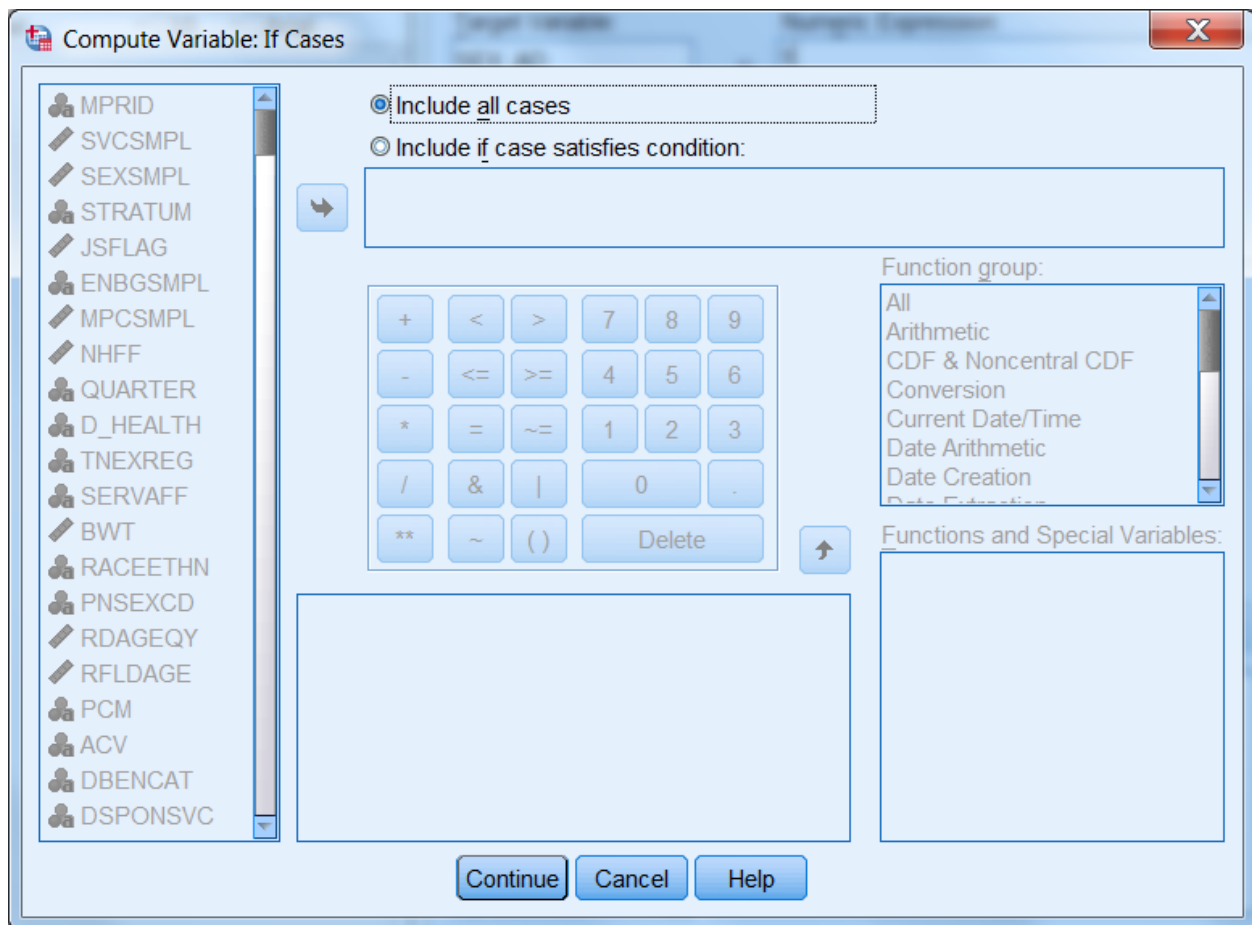 Compute Variable: If Cases
X
MPRID
SVCSMPL
SEXSMPL
STRATUM
JSFLAG
ENBGSMPL
MPCSMPL
NHFF
QUARTER
D_HEALTH
TNEXREG
SERVAFF
BWT
RACEETHN
PNSEXCD
RDAGEQY
RFLDAGE
PCM
ACV
DBENCAT
DSPONSVC
Include all cases
Include if case satisfies condition:
+ < > 7 8 9
- <= >= 4 5 6
* = ~= 1 2 3
/ & | 0 .
** ~ ( ) Delete
Function group:
All
Arithmetic
CDF & Noncentral CDF
Conversion
Current Date/Time
Date Arithmetic
Date Creation
Date Extraction
Functions and Special Variables:
Continue Cancel Help